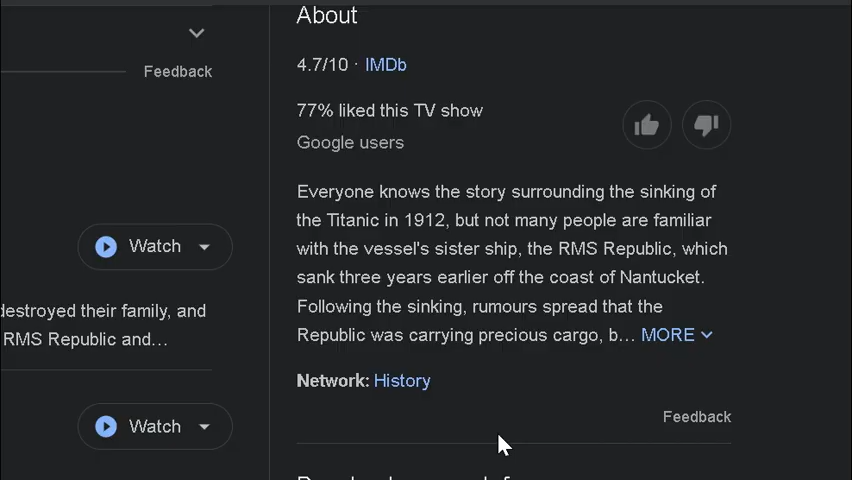 About
Feedback
4.7/10 · IMDb
77% liked this TV show
Google users
Everyone knows the story surrounding the sinking of
the Titanic in 1912, but not many people are familiar
with the vessel's sister ship, the RMS Republic, which
sank three years earlier off the coast of Nantucket.
Following the sinking, rumours spread that the
Republic was carrying precious cargo, b... MORE
Network: History
Feedback
Watch
destroyed their family, and
RMS Republic and...
Watch